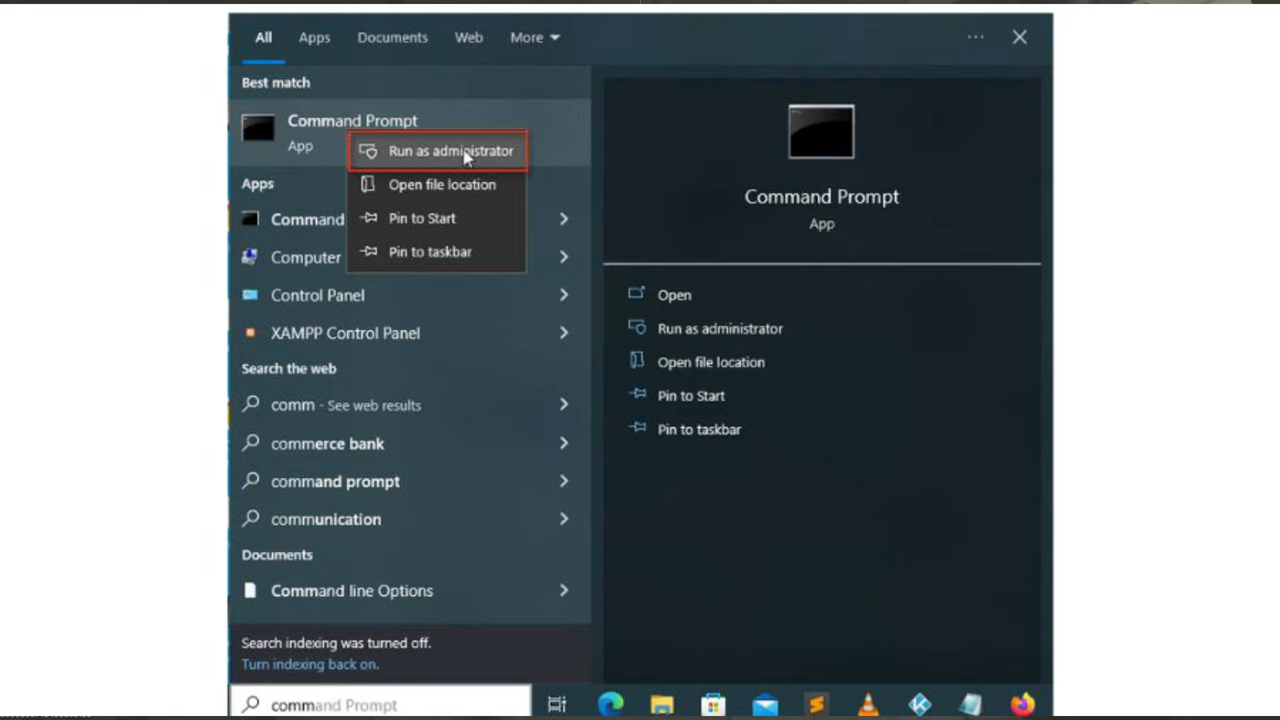 All Apps Documents Web More
Best match
Command Prompt
App
Run as administrator
Open file location
Pin to Start
Pin to taskbar
Apps
Command
Computer
Control Panel
XAMPP Control Panel
Search the web
comm - See web results
commerce bank
command prompt
communication
Documents
Command line Options
Search indexing was turned off.
Turn indexing back on.
command Prompt
Command Prompt
App
Open
Run as administrator
Open file location
Pin to Start
Pin to taskbar